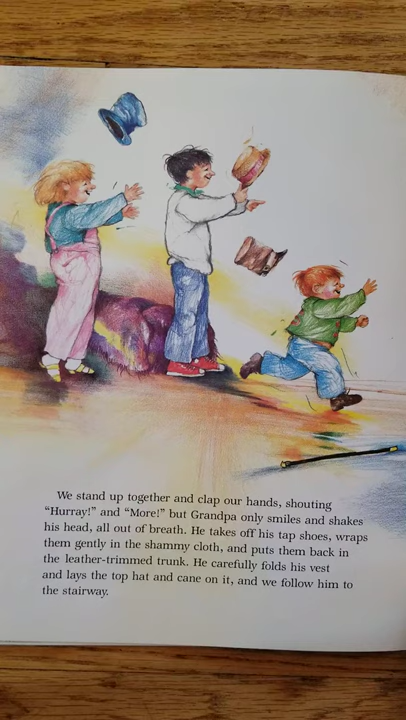 We stand up together and clap our hands, shouting
“Hurray!” and “More!” but Grandpa only smiles and shakes
his head, all out of breath. He takes off his tap shoes, wraps
them gently in the shammy cloth, and puts them back in
the leather-trimmed trunk. He carefully folds his vest
and lays the top hat and cane on it, and we follow him to
the stairway.